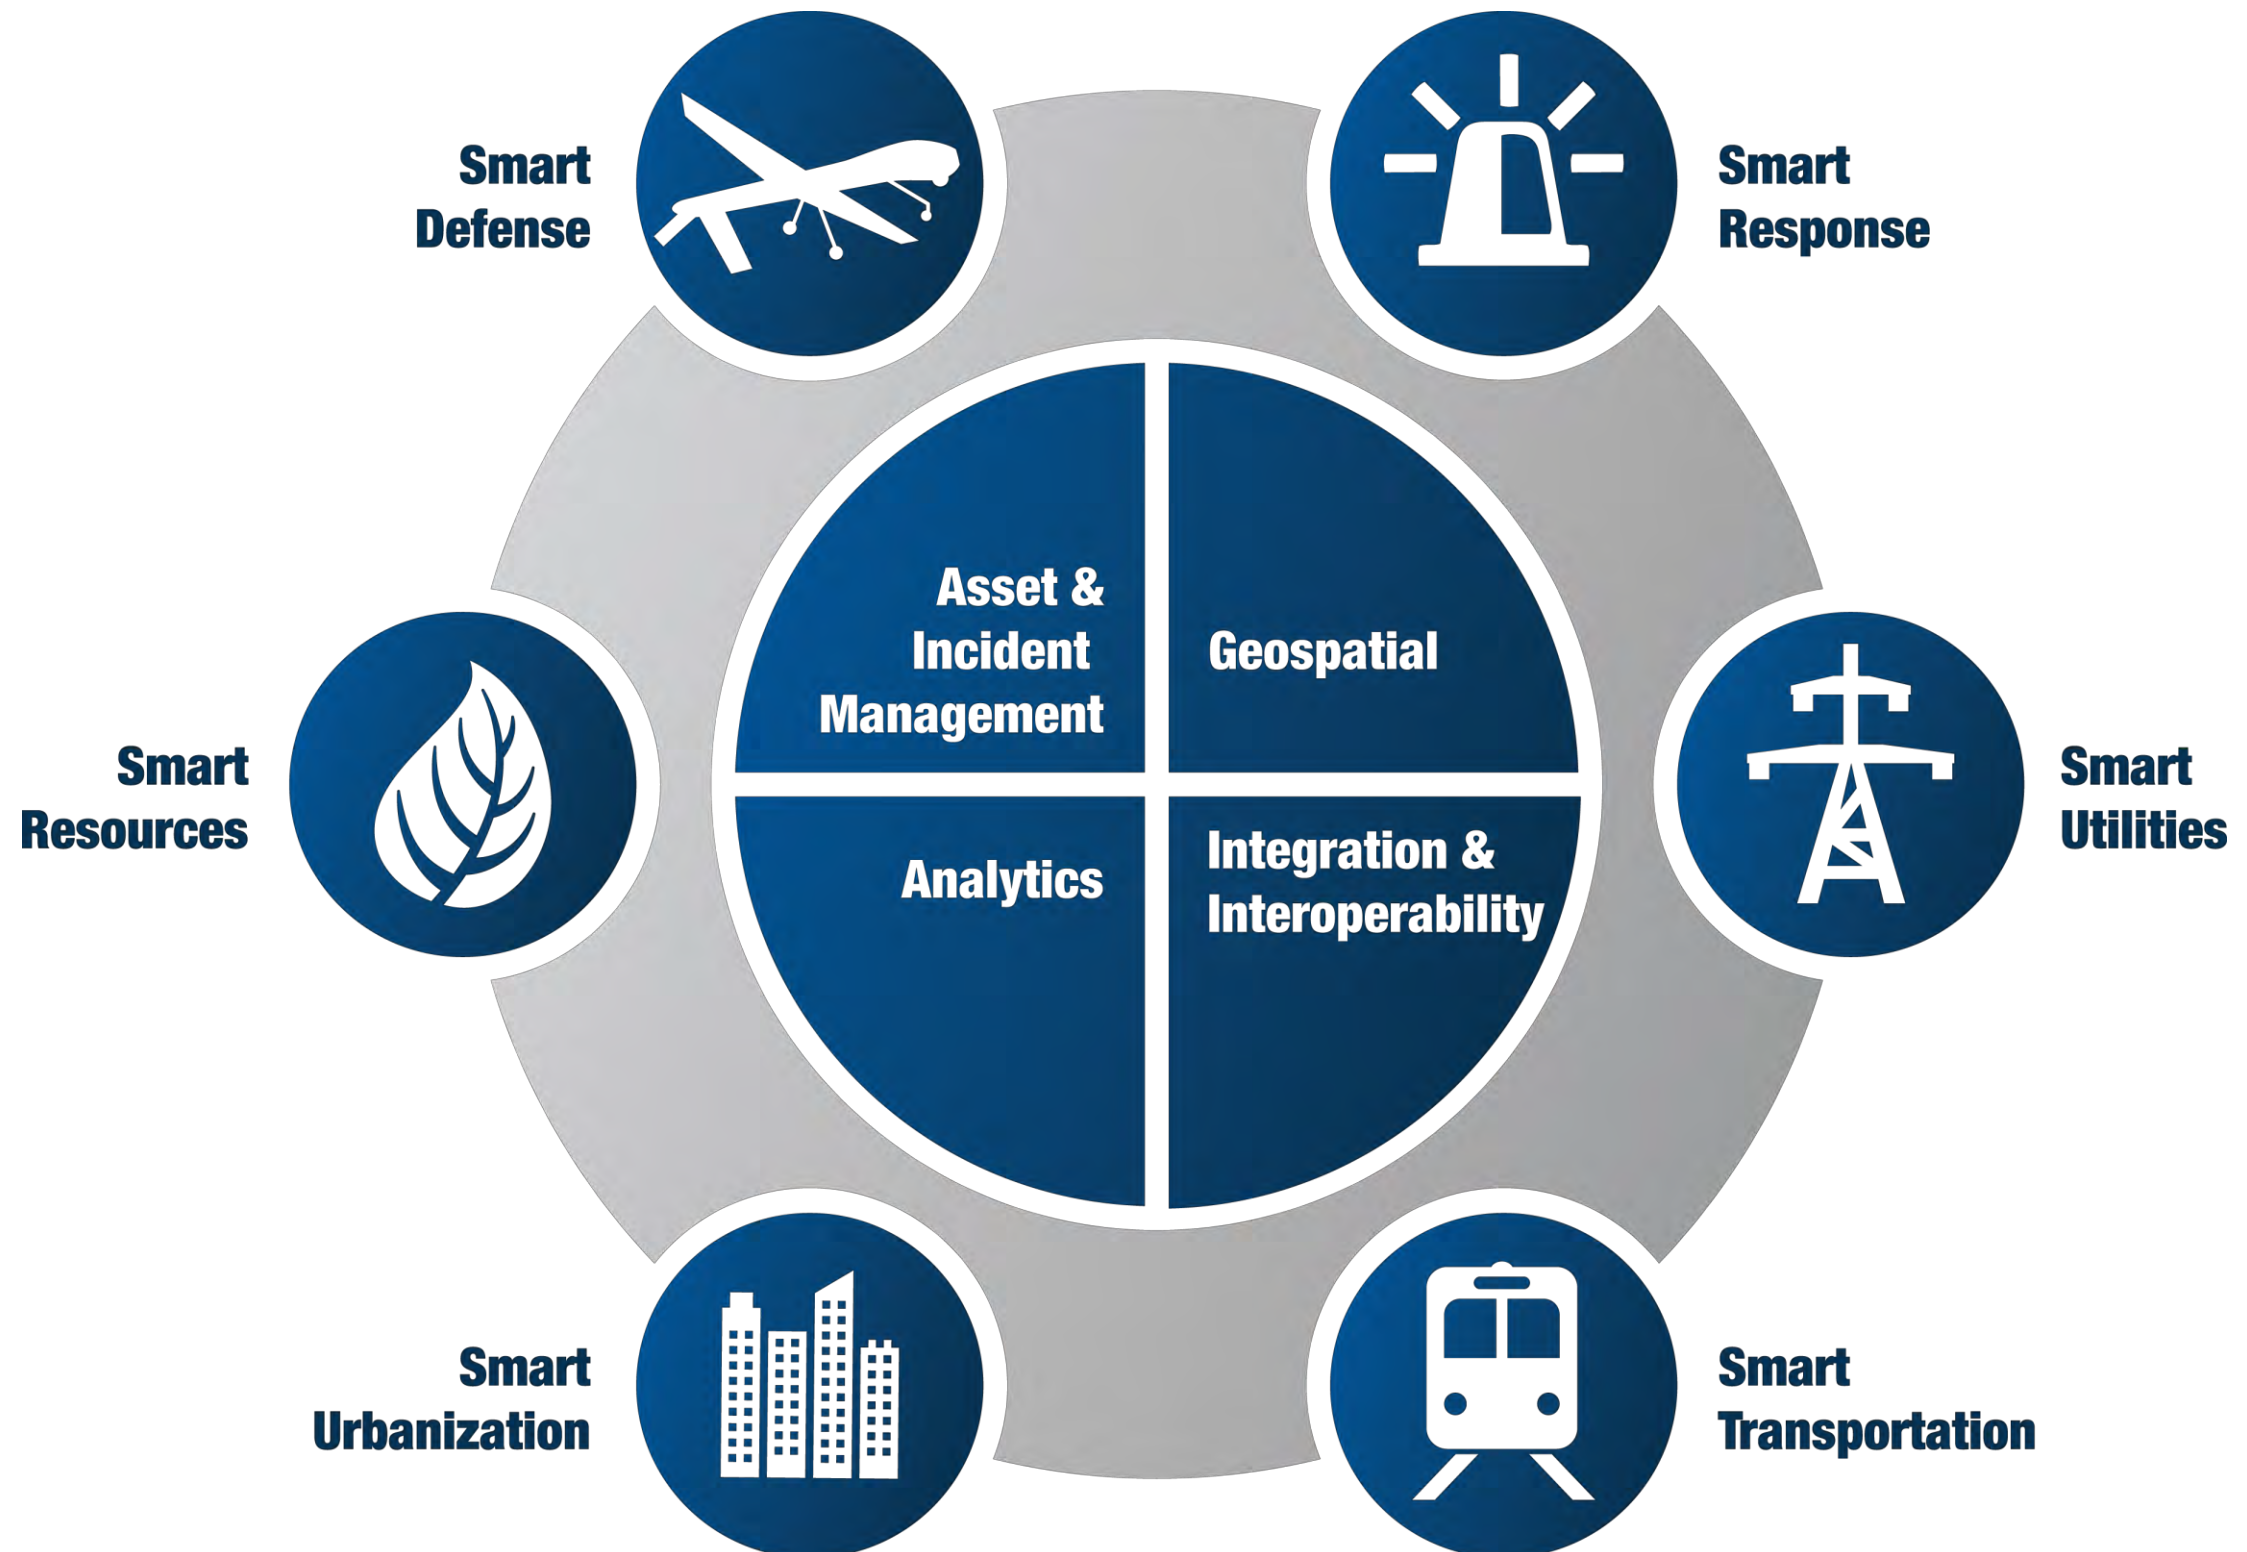 Smart
Defense
Smart
Response
Asset &
Incident
Management
Geospatial
Smart
Resources
Smart
Utilities
Analytics
Integration &
Interoperability
Smart
Urbanization
Smart
Transportation